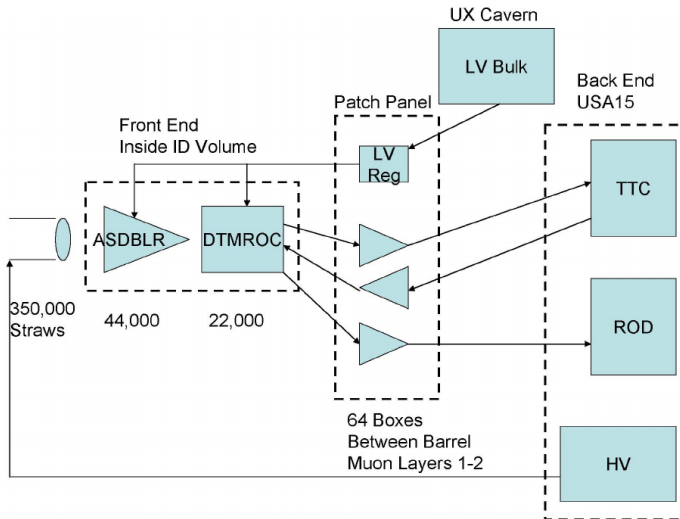 UX Cavern
LV Bulk
Back End
USA15
Patch Panel
Front End
Inside ID Volume
LV
Reg
TTC
ASDBLR
DTMROC
350,000
Straws
44,000
22,000
ROD
64 Boxes
Between Barrel
Muon Layers 1-2
HV